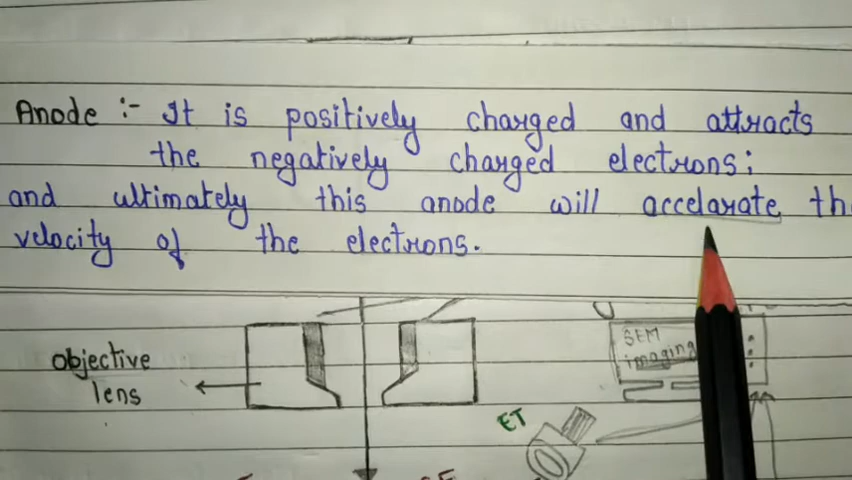 Anode :- It is positively charged and attracts
the negatively charged electrons;
and ultimately this anode will accelarate
velocity of the electrons.
objective
lens
SEM
imaging
ET